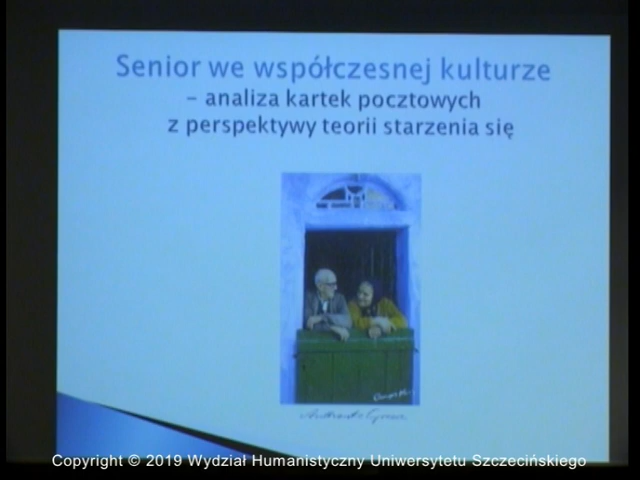 Senior we współczesnej kulturze
– analiza kartek pocztowych
z perspektywy teorii starzenia się
Copyright © 2019 Wydział Humanistyczny Uniwersytetu Szczecińskiego